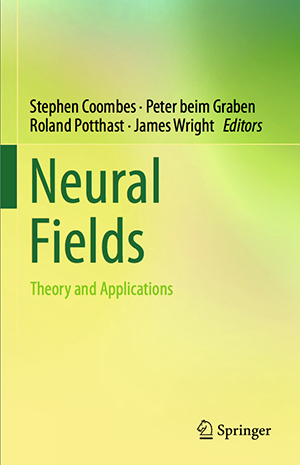 Stephen Coombes · Peter beim Graben
Roland Potthast · James Wright Editors
Neural
Fields
Theory and Applications
Springer